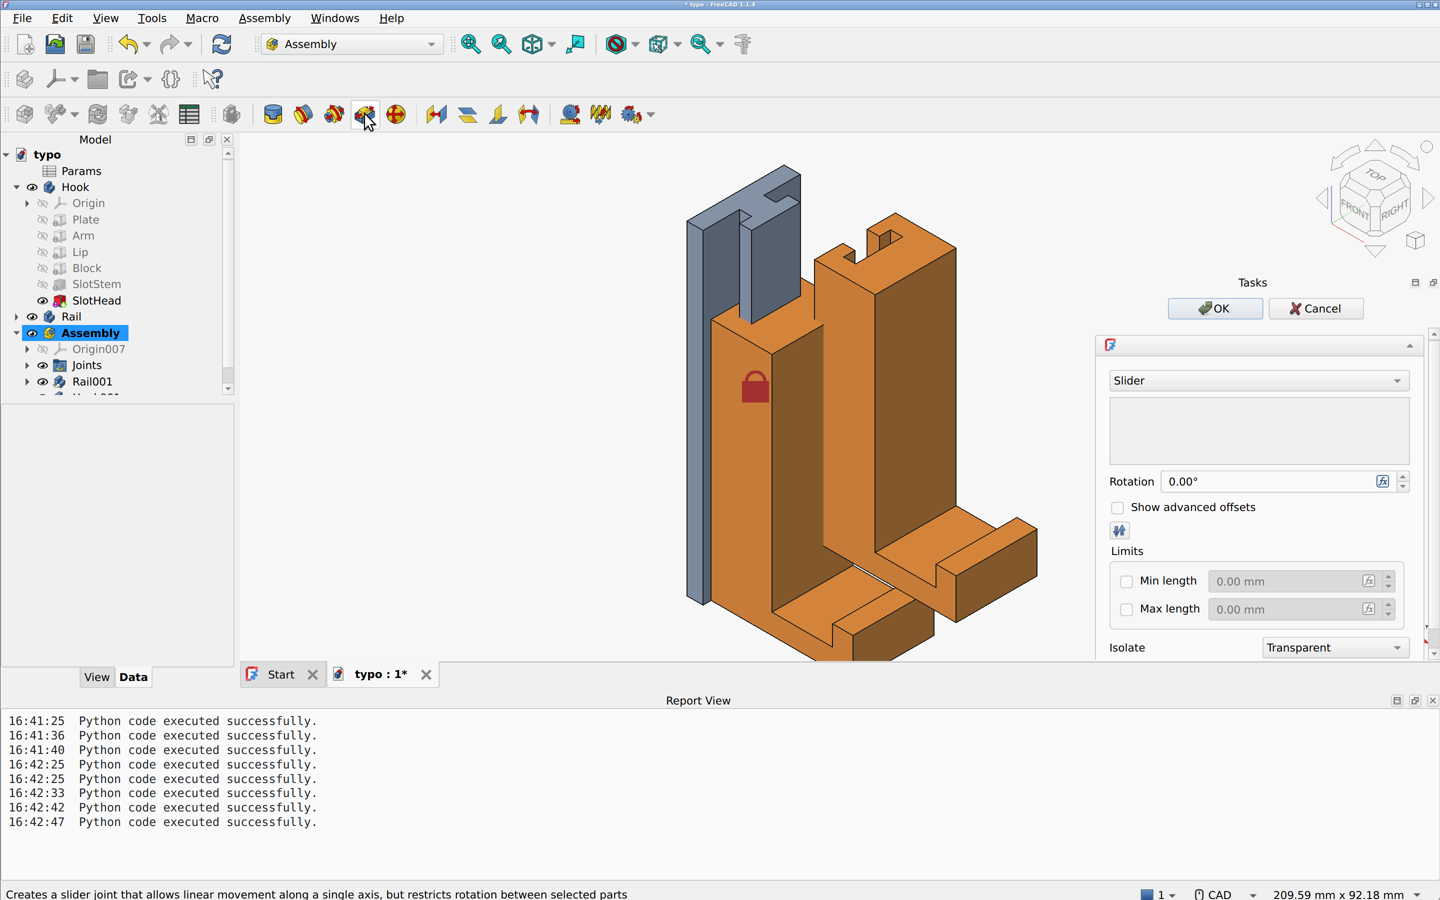 * typo - FreeCAD 1.1.4
File Edit View Tools Macro Assembly Windows Help
Assembly
Model
typo
Params
Hook
Origin
Plate
Arm
Lip
Block
SlotStem
SlotHead
Rail
Assembly
Origin007
Joints
Rail001
TOP
FRONT
RIGHT
Tasks
OK
Cancel
Slider
Rotation 0.00°
Show advanced offsets
Limits
Min length 0.00 mm
Max length 0.00 mm
Isolate Transparent
View Data
Start
typo : 1*
Report View
16:41:25 Python code executed successfully.
16:41:36 Python code executed successfully.
16:41:40 Python code executed successfully.
16:42:25 Python code executed successfully.
16:42:25 Python code executed successfully.
16:42:33 Python code executed successfully.
16:42:42 Python code executed successfully.
16:42:47 Python code executed successfully.
Creates a slider joint that allows linear movement along a single axis, but restricts rotation between selected parts
1
CAD
209.59 mm x 92.18 mm